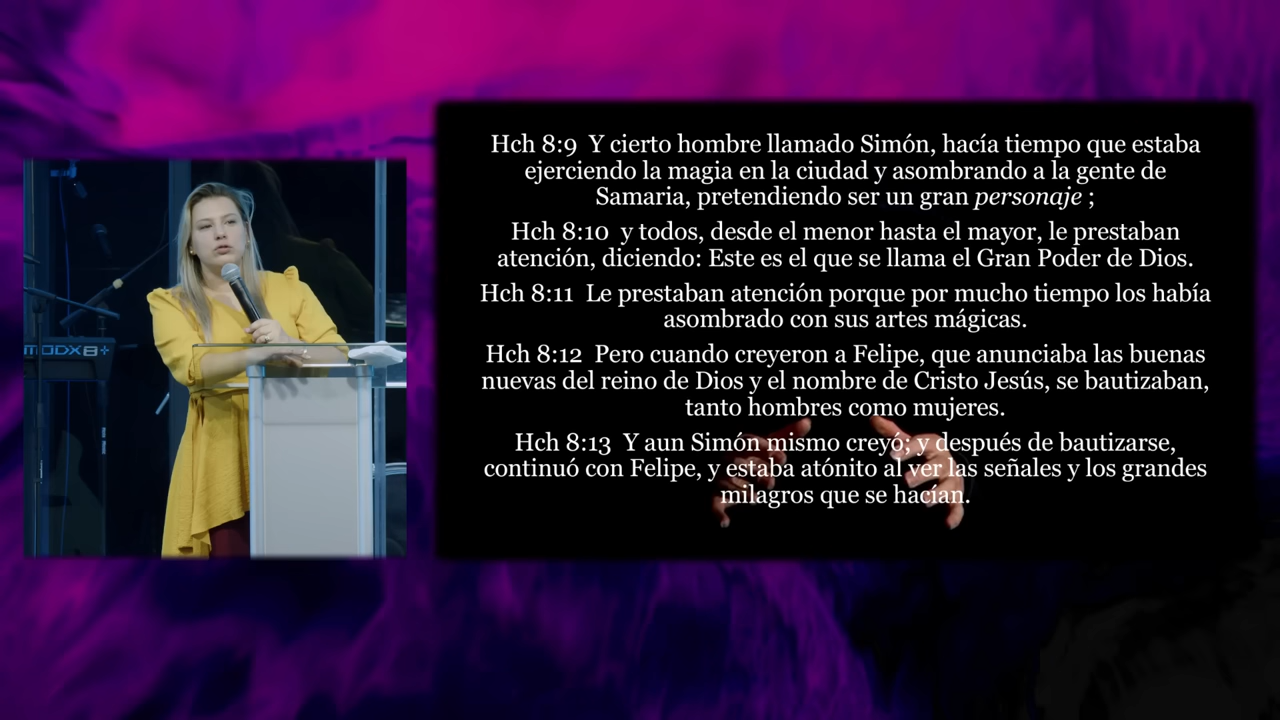 Hch 8:9 Y cierto hombre llamado Simón, hacía tiempo que estaba
ejerciendo la magia en la ciudad y asombrando a la gente de
Samaria, pretendiendo ser un gran personaje ;
Hch 8:10 y todos, desde el menor hasta el mayor, le prestaban
atención, diciendo: Este es el que se llama el Gran Poder de Dios.
Hch 8:11 Le prestaban atención porque por mucho tiempo los había
asombrado con sus artes mágicas.
Hch 8:12 Pero cuando creyeron a Felipe, que anunciaba las buenas
nuevas del reino de Dios y el nombre de Cristo Jesús, se bautizaban,
tanto hombres como mujeres.
Hch 8:13 Y aun Simón mismo creyó; y después de bautizarse,
continuó con Felipe, y estaba atónito al ver las señales y los grandes
milagros que se hacían.
MODX8+